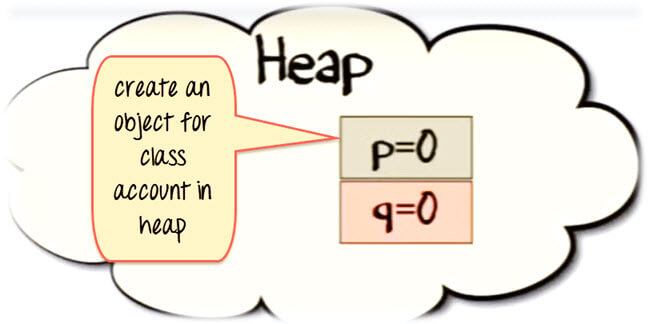 Heap
create an
object for
class
account in
heap
p=0
q=0